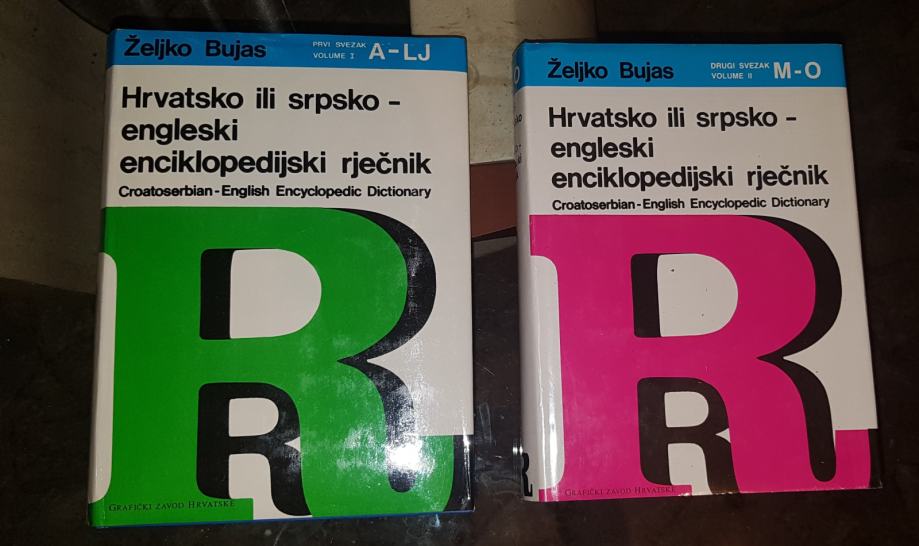 Željko Bujas
PRVI SVEZAK
VOLUME I
A-LJ
Hrvatsko ili srpsko -
engleski
enciklopedijski rječnik
Croatoserbian-English Encyclopedic Dictionary
R
R
GRAFIČKI ZAVOD HRVATSKE
Željko Bujas
DRUGI SVEZAK
VOLUME II
M-O
Hrvatsko ili srpsko -
engleski
enciklopedijski rječnik
Croatoserbian-English Encyclopedic Dictionary
R
R
GRAFIČKI ZAVOD HRVATSKE